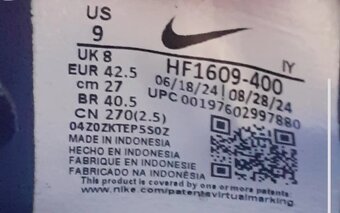 US
9
UK 8
EUR 42.5
cm 27
BR 40.5
CN 270(2.5)
04Z0ZKTEP5S0Z
HF1609-400
IY
06/18/24 08/28/24
UPC 00197602997880
MADE IN INDONESIA
HECHO EN INDONESIA
FABRIQUE EN INDONESIE
FABRICADO NA INDONÉSIA
This product is covered by one or more patents
www.nike.com/patentsvirtualmarking